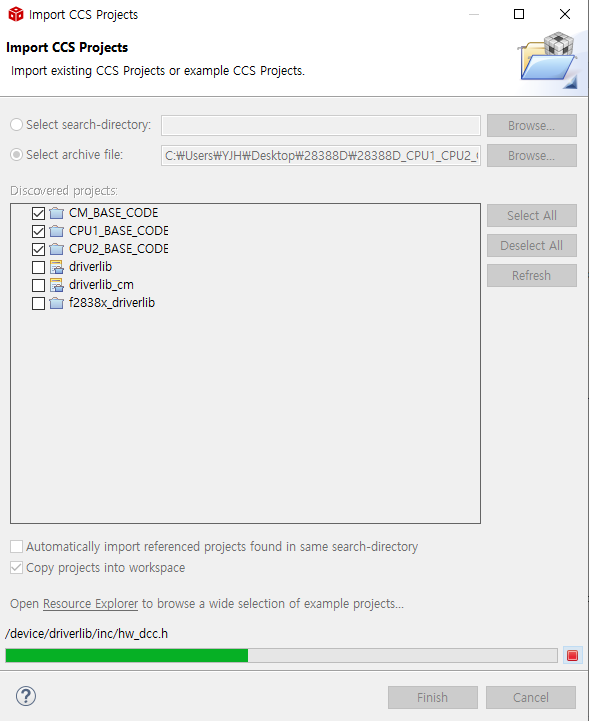 Import CCS Projects
Import CCS Projects
Import existing CCS Projects or example CCS Projects.
Select search-directory:
Browse...
Select archive file:
C:₩Users₩YJH₩Desktop₩28388D₩28388D_CPU1_CPU2_
Browse...
Discovered projects:
CM_BASE_CODE
CPU1_BASE_CODE
CPU2_BASE_CODE
driverlib
driverlib_cm
f2838x_driverlib
Select All
Deselect All
Refresh
Automatically import referenced projects found in same search-directory
Copy projects into workspace
Open Resource Explorer to browse a wide selection of example projects...
/device/driverlib/inc/hw_dcc.h
?
Finish
Cancel